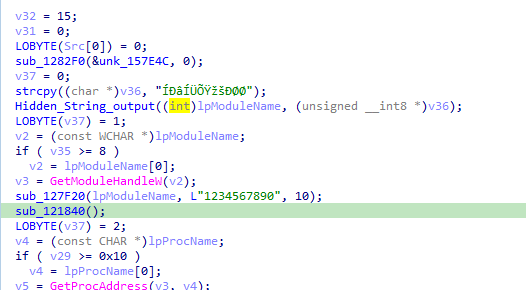 v32 = 15;
v31 = 0;
LOBYTE(Src[0]) = 0;
sub_1282F0(&unk_157E4C, 0);
v37 = 0;
strcpy((char *)v36, "ÍÐâÍÜÕŸžšÐØØ");
Hidden_String_output((int)lpModuleName, (unsigned __int8 *)v36);
LOBYTE(v37) = 1;
v2 = (const WCHAR *)lpModuleName;
if ( v35 >= 8 )
v2 = lpModuleName[0];
v3 = GetModuleHandleW(v2);
sub_127F20(lpModuleName, L"1234567890", 10);
sub_121840();
LOBYTE(v37) = 2;
v4 = (const CHAR *)lpProcName;
if ( v29 >= 0x10 )
v4 = lpProcName[0];
v5 = GetProcAddress(v3, v4);